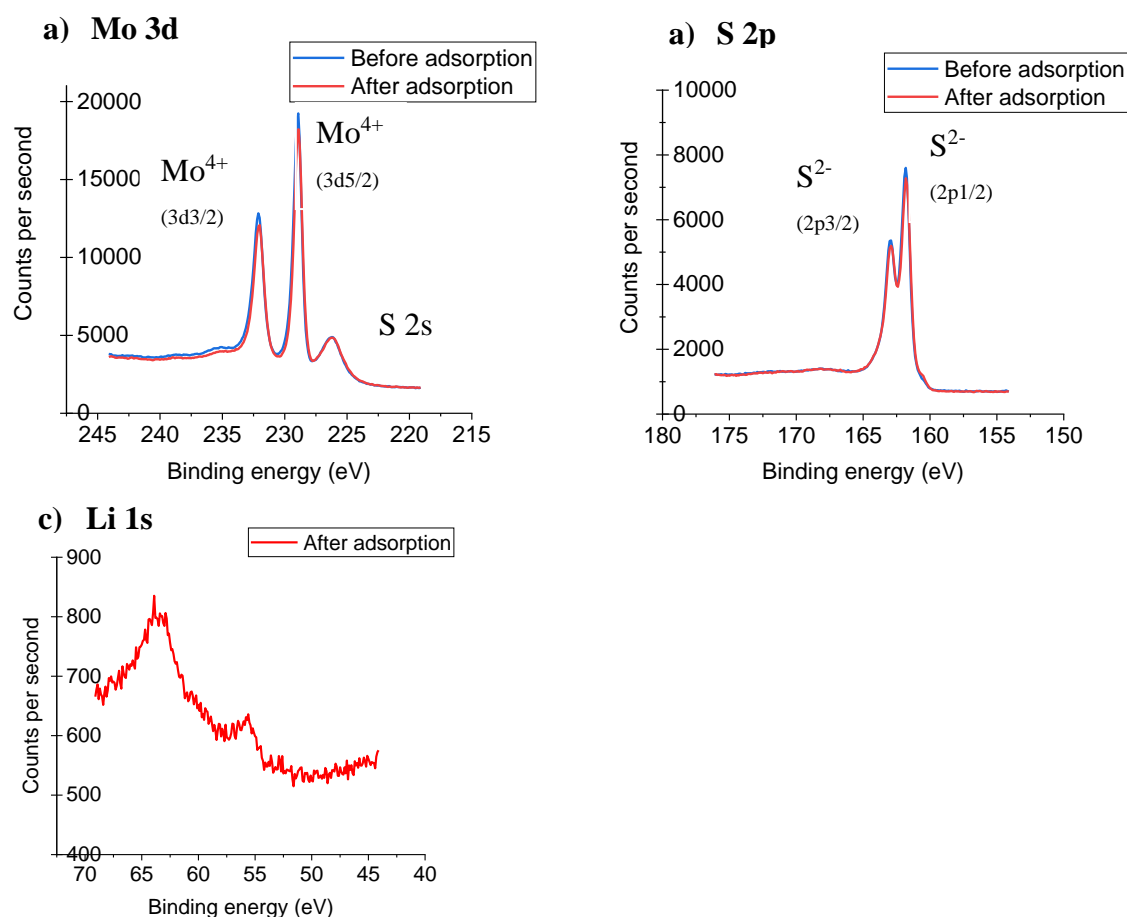 a) Mo 3d
Before adsorption
After adsorption
Counts per second
20000
15000
10000
5000
0
Mo4+
(3d3/2)
Mo4+
(3d5/2)
S 2s
245 240 235 230 225 220 215
Binding energy (eV)
a) S 2p
Before adsorption
After adsorption
Counts per second
10000
8000
6000
4000
2000
0
S2-
(2p3/2)
S2-
(2p1/2)
180 175 170 165 160 155 150
Binding energy (eV)
c) Li 1s
After adsorption
Counts per second
900
800
700
600
500
400
70 65 60 55 50 45 40
Binding energy (eV)